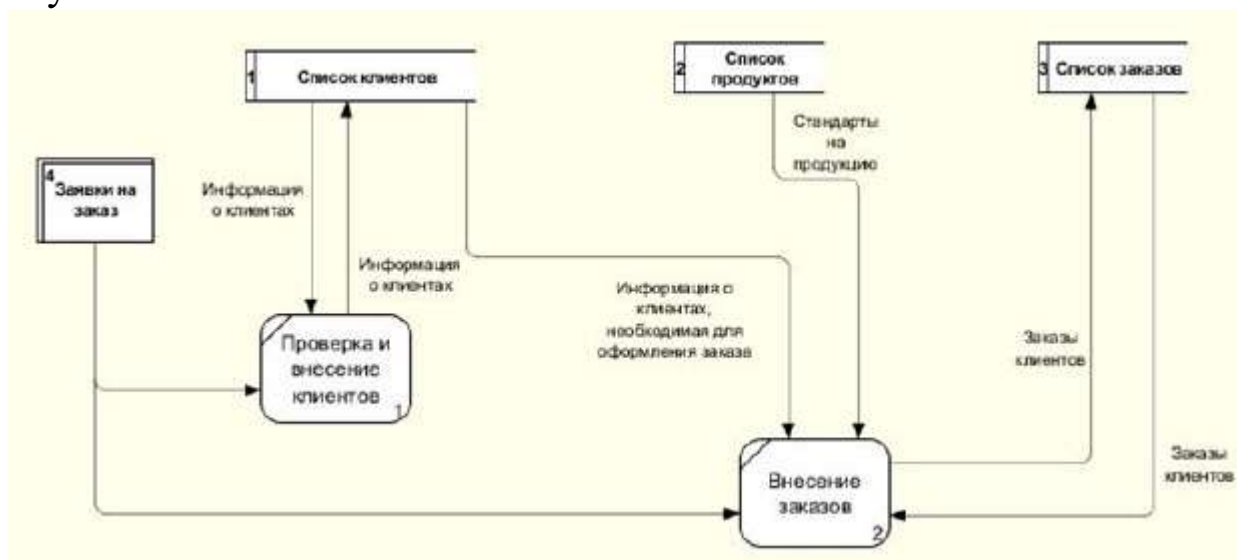 1
Список клиентов
2
Список
продуктов
3
Список заказов
Стандарты
на
продукцию
4
Заявки на
заказ
Информация
о клиентах
Информация
о клиентах
Информация о
клиентах,
необходимая для
оформления заказа
Проверка и
внесение
клиентов
1
Заказы
клиентов
Заказы
клиентов
Внесение
заказов
2